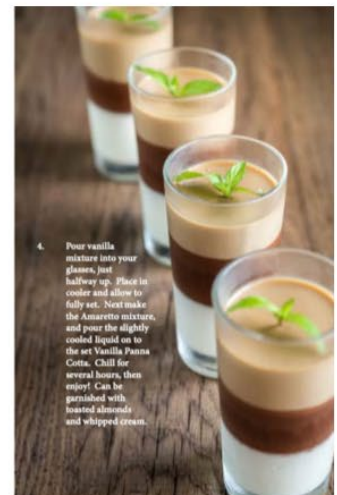 4. Pour vanilla
mixture into your
glasses, just
halfway up. Place in
cooler and allow to
fully set. Next make
the Amaretto mixture,
and pour the slightly
cooled liquid on to
the set Vanilla Panna
Cotta. Chill for
several hours, then
enjoy! Can be
garnished with
toasted almonds
and whipped cream.